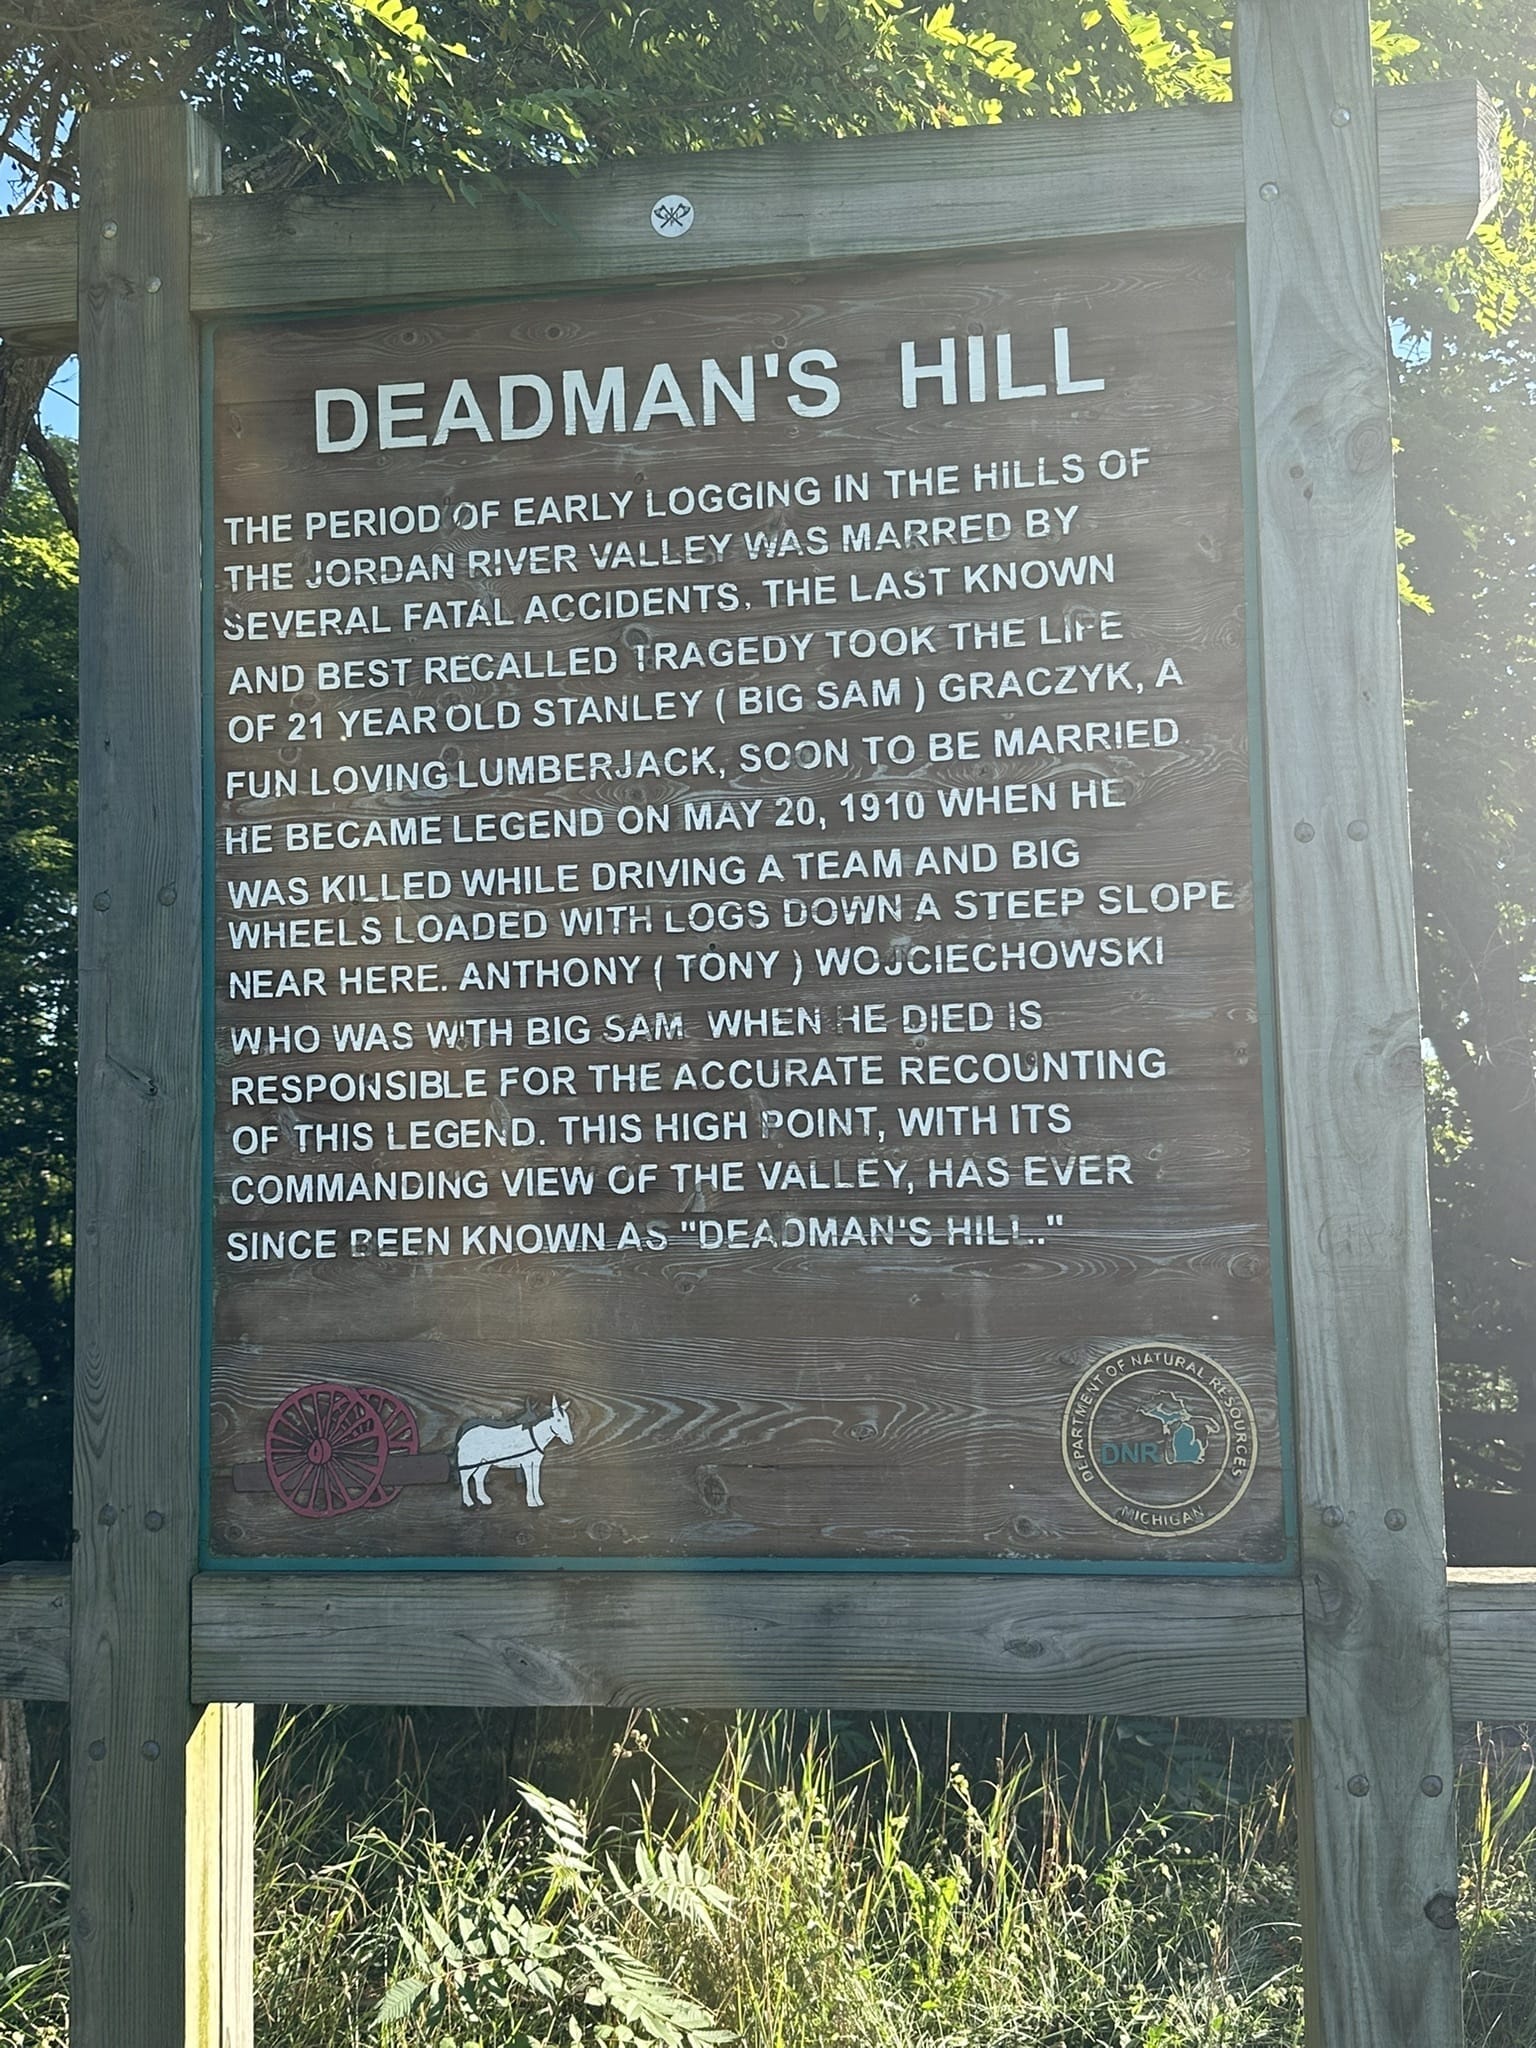 DEADMAN'S HILL
THE PERIOD OF EARLY LOGGING IN THE HILLS OF
THE JORDAN RIVER VALLEY WAS MARRED BY
SEVERAL FATAL ACCIDENTS. THE LAST KNOWN
AND BEST RECALLED TRAGEDY TOOK THE LIFE
OF 21 YEAR OLD STANLEY ( BIG SAM ) GRACZYK, A
FUN LOVING LUMBERJACK, SOON TO BE MARRIED
HE BECAME LEGEND ON MAY 20, 1910 WHEN HE
WAS KILLED WHILE DRIVING A TEAM AND BIG
WHEELS LOADED WITH LOGS DOWN A STEEP SLOPE
NEAR HERE. ANTHONY ( TONY ) WOJCIECHOWSKI
WHO WAS WITH BIG SAM WHEN HE DIED IS
RESPONSIBLE FOR THE ACCURATE RECOUNTING
OF THIS LEGEND. THIS HIGH POINT, WITH ITS
COMMANDING VIEW OF THE VALLEY, HAS EVER
SINCE BEEN KNOWN AS "DEADMAN'S HILL."
DEPARTMENT OF NATURAL RESOURCES
DNR
MICHIGAN